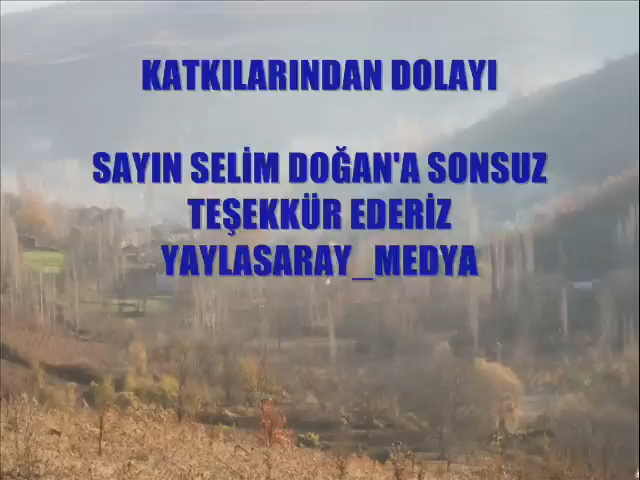 KATKILARINDAN DOLAYI
SAYIN SELİM DOĞAN'A SONSUZ
TEŞEKKÜR EDERİZ
YAYLASARAY_MEDYA